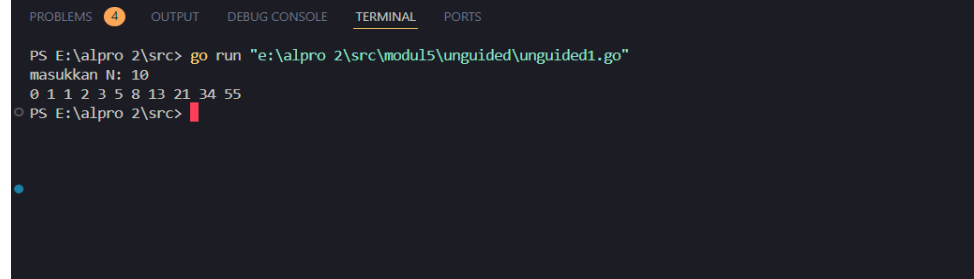 PROBLEMS 4 OUTPUT DEBUG CONSOLE TERMINAL PORTS
PS E:\alpro 2\src> go run "e:\alpro 2\src\modul5\unguided\unguided1.go"
masukkan N: 10
0 1 1 2 3 5 8 13 21 34 55
PS E:\alpro 2\src>